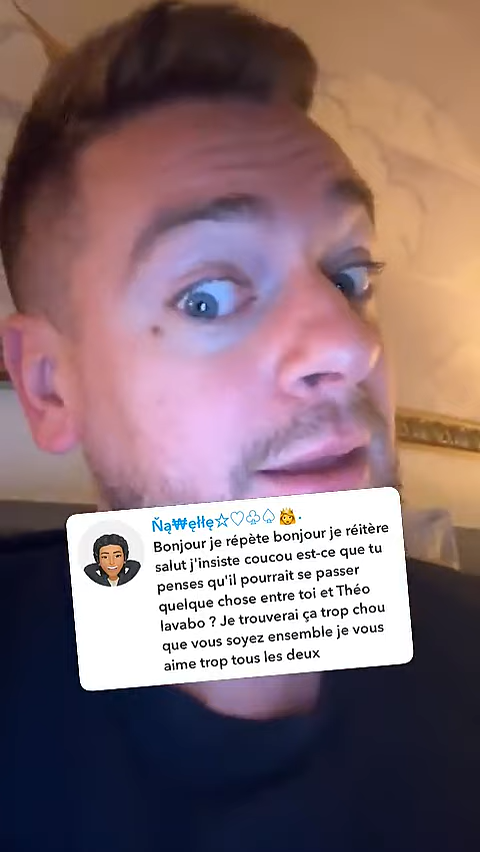 Ňą₩ęłłę☆♡♧♤👸.
Bonjour je répète bonjour je réitère
salut j'insiste coucou est-ce que tu
penses qu'il pourrait se passer
quelque chose entre toi et Théo
lavabo ? Je trouverai ça trop chou
que vous soyez ensemble je vous
aime trop tous les deux